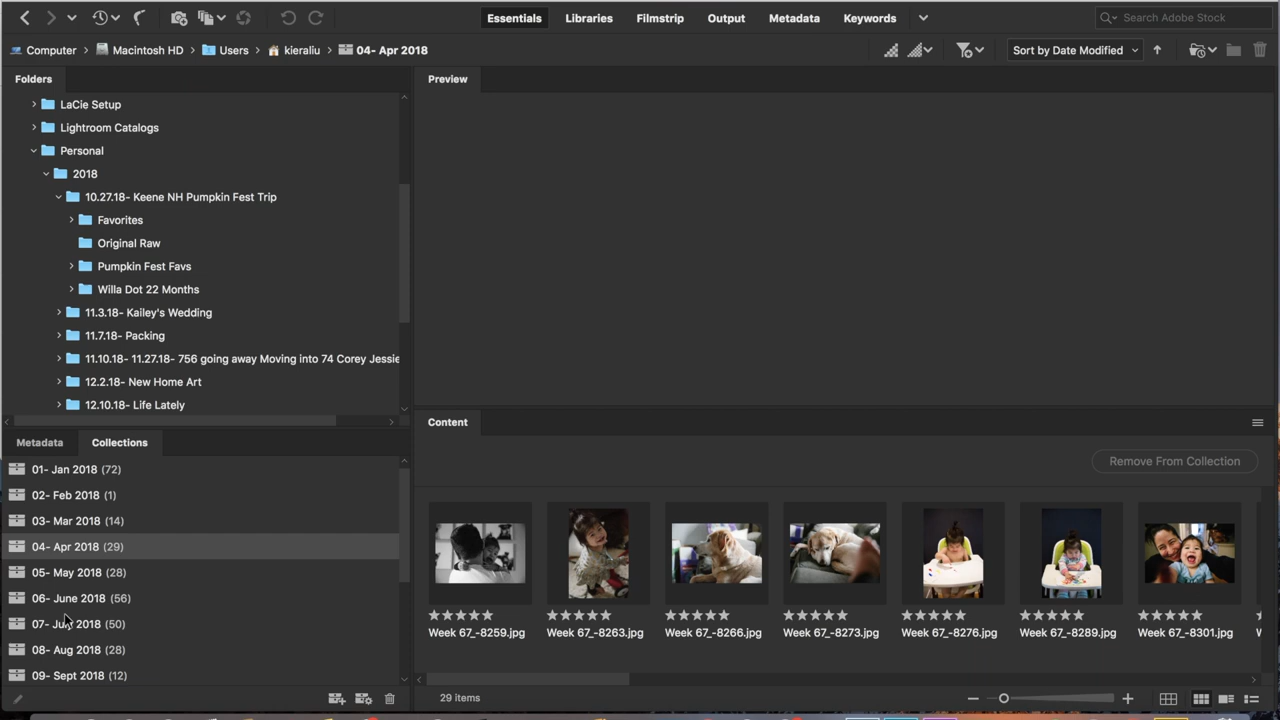 Essentials Libraries Filmstrip Output Metadata Keywords Search Adobe Stock
Computer Macintosh HD Users kieraliu 04- Apr 2018 Sort by Date Modified
Folders
LaCie Setup
Lightroom Catalogs
Personal
2018
10.27.18- Keene NH Pumpkin Fest Trip
Favorites
Original Raw
Pumpkin Fest Favs
Willa Dot 22 Months
11.3.18- Kailey's Wedding
11.7.18- Packing
11.10.18- 11.27.18- 756 going away Moving into 74 Corey Jessie
12.2.18- New Home Art
12.10.18- Life Lately
Preview
Metadata Collections
01- Jan 2018 (72)
02- Feb 2018 (1)
03- Mar 2018 (14)
04- Apr 2018 (29)
05- May 2018 (28)
06- June 2018 (56)
07- July 2018 (50)
08- Aug 2018 (28)
09- Sept 2018 (12)
Content
Remove From Collection
Week 67_-8259.jpg Week 67_-8263.jpg Week 67_-8266.jpg Week 67_-8273.jpg Week 67_-8276.jpg Week 67_-8289.jpg Week 67_-8301.jpg
29 items